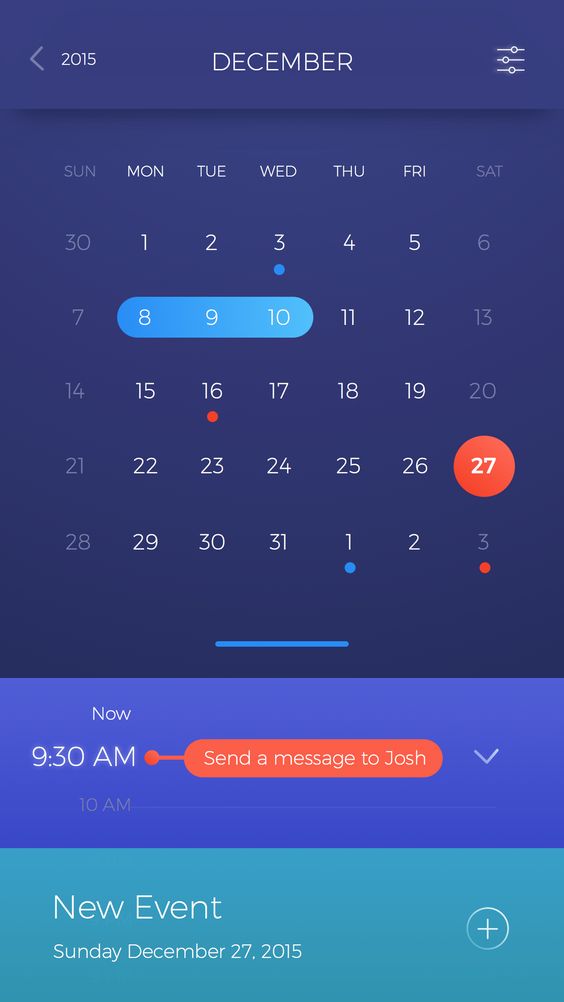 2015 DECEMBER
SUN MON TUE WED THU FRI SAT
30 1 2 3 4 5 6
7 8 9 10 11 12 13
14 15 16 17 18 19 20
21 22 23 24 25 26 27
28 29 30 31 1 2 3
Now
9:30 AM Send a message to Josh
10 AM
New Event
Sunday December 27, 2015